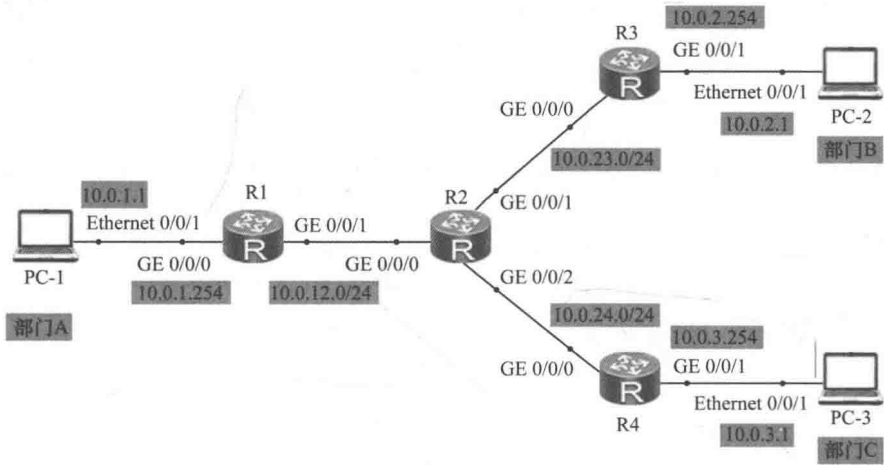 10.0.2.254
R3
GE 0/0/1
Ethernet 0/0/1
PC-2
10.0.2.1
部门B
GE 0/0/0
10.0.23.0/24
10.0.1.1
R1
R2
GE 0/0/1
Ethernet 0/0/1
GE 0/0/1
PC-1
GE 0/0/0
GE 0/0/0
GE 0/0/2
10.0.1.254
10.0.12.0/24
部门A
10.0.24.0/24
10.0.3.254
GE 0/0/0
GE 0/0/1
Ethernet 0/0/1
R4
PC-3
10.0.3.1
部门C
R
R
R
R